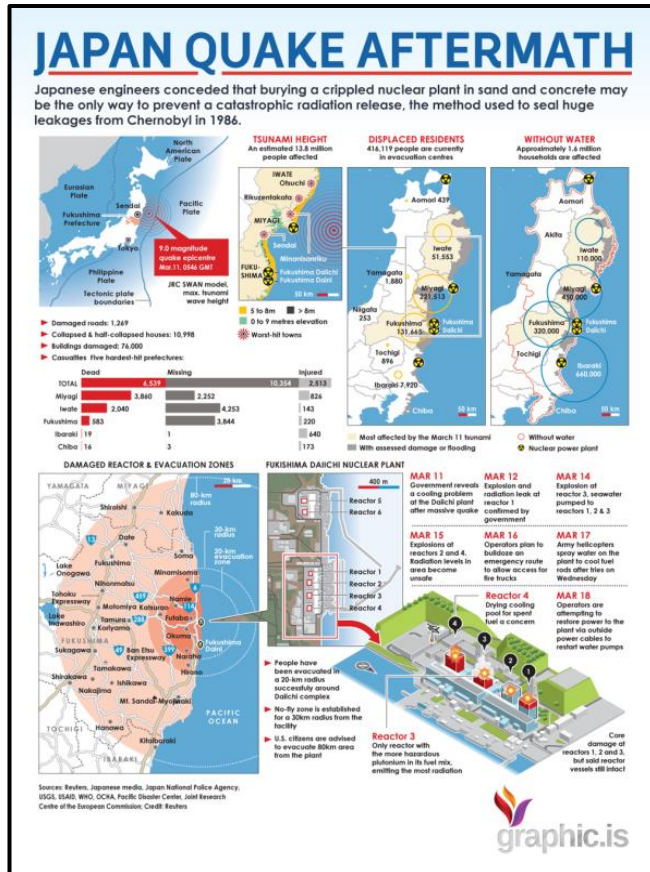 JAPAN QUAKE AFTERMATH
Japanese engineers conceded that burying a crippled nuclear plant in sand and concrete may
be the only way to prevent a catastrophic radiation release, the method used to seal huge
leakages from Chernobyl in 1986.
North
American
Plate
Eurasian
Plate
Sendai
Fukushima
Prefecture
Pacific
Plate
Tokyo
9.0 magnitude
quake epicentre
Mar.11, 0546 GMT
Philippine
Plate
Tectonic plate
boundaries
JRC SWAN model,
max. tsunami
wave height
TSUNAMI HEIGHT
An estimated 13.8 million
people affected
IWATE
Otsuchi
Rikuzentakata
MIYAGI
Sendai
Minamisanriku
FUKU-
SHIMA
Fukushima Daiichi
Fukushima Daini
50 km
5 to 8m
> 8m
0 to 9 metres elevation
Worst-hit towns
DISPLACED RESIDENTS
416,119 people are currently
in evacuation centres
Aomori 439
Iwate
51,553
Yamagata
1,880
Miyagi
221,513
Niigata
253
Fukushima
131,665
Fukushima
Daiichi
Tochigi
896
Ibaraki 7,920
Chiba
50 km
Most affected by the March 11 tsunami
With assessed damage or flooding
WITHOUT WATER
Approximately 1.6 million
households are affected
Aomori
Akita
Iwate
110,000
Yamagata
Miyagi
450,000
Fukushima
320,000
Fukushima
Daiichi
Tochigi
Ibaraki
660,000
Chiba
50 km
Without water
Nuclear power plant
Damaged roads: 1,269
Collapsed & half-collapsed houses: 10,998
Buildings damaged: 76,000
Casualties Five hardest-hit prefectures:
Dead Missing Injured
TOTAL 6,539 10,354 2,513
Miyagi 3,860 2,252 826
Iwate 2,040 4,253 143
Fukushima 583 3,844 220
Ibaraki 19 1 640
Chiba 16 3 173
DAMAGED REACTOR & EVACUATION ZONES
YAMAGATA
MIYAGI
25 km
80-km
radius
Shiroishi
Kakuda
30-km
radius
Date
20-km
evacuation
zone
13
Soma
Lake
Onogawa
Fukushima
Minamisoma
Nihonmatsu
Tohoku
Expressway
459
6
Namie
Motomiya
Katsurao
114
Lake
Inawashiro
Tamura
288
Futaba
Koriyama
Okuma
FUKUSHIMA
Fukushima
Daini
49
Ban Etsu
Expressway
399
Naraha
Sukagawa
Tamakawa
Hirono
Shirakawa
Ishikawa
Nakajima
Mt. Sandai-Myojinaki
Hanawa
PACIFIC
OCEAN
TOCHIGI
Kitaibaraki
IBARAKI
FUKISHIMA DAIICHI NUCLEAR PLANT
400 m
Reactor 5
Reactor 6
Reactor 1
Reactor 2
Reactor 3
Reactor 4
People have
been evacuated in
a 20-km radius
successuly around
Daiichi complex
No-fly zone is established
for a 30km radius from the
facility
U.S. citizens are advised
to evacuate 80km area
from the plant
MAR 11
Government reveals
a cooling problem
at the Daiichi plant
after massive quake
MAR 12
Explosion and
radiation leak at
reactor 1
confirmed by
government
MAR 14
Explosion at
reactor 3, seawater
pumped to
reactors 1, 2 & 3
MAR 15
Explosions at
reactors 2 and 4.
Radiation levels in
area become
unsafe
MAR 16
Operators plan to
bulldoze an
emergency route
to allow access for
fire trucks
MAR 17
Army helicopters
spray water on the
plant to cool fuel
rods after tries on
Wednesday
Reactor 4
Drying cooling
pool for spent
fuel a concern
MAR 18
Operators are
attempting to
restore power to the
plant via outside
power cables to
restart water pumps
4
3
2
1
Reactor 3
Only reactor with
the more hazardous
plutonium in its fuel mix,
emitting the most radiation
Core
damage at
reactors 1, 2 and 3,
but said reactor
vessels still intact
Sources: Reuters, Japanese media, Japan National Police Agency,
USGS, USAID, WHO, OCHA, Pacific Disaster Center, Joint Research
Centre of the European Commission; Credit: Reuters
graphic.is